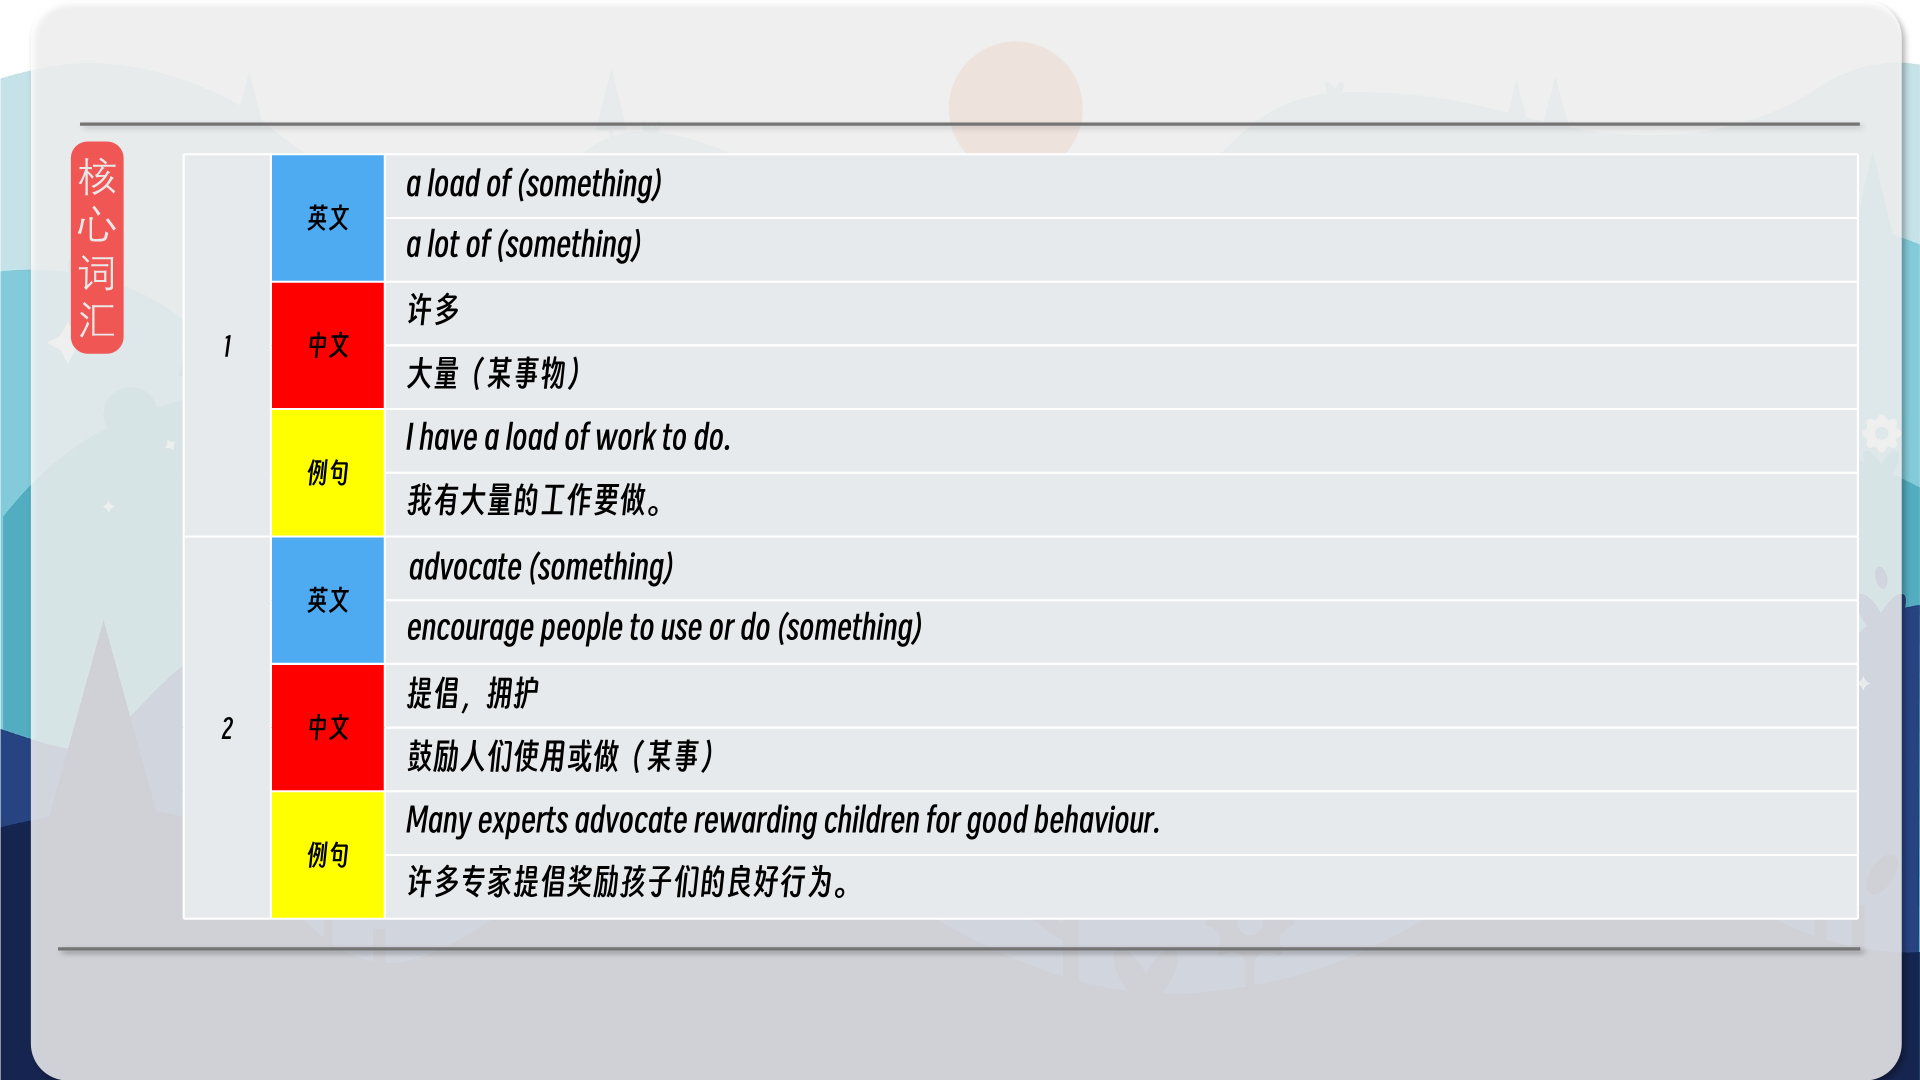 核心词汇
1
英文
a load of (something)
a lot of (something)
中文
许多
大量（某事物）
例句
I have a load of work to do.
我有大量的工作要做。
2
英文
advocate (something)
encourage people to use or do (something)
中文
提倡，拥护
鼓励人们使用或做（某事）
例句
Many experts advocate rewarding children for good behaviour.
许多专家提倡奖励孩子们的良好行为。